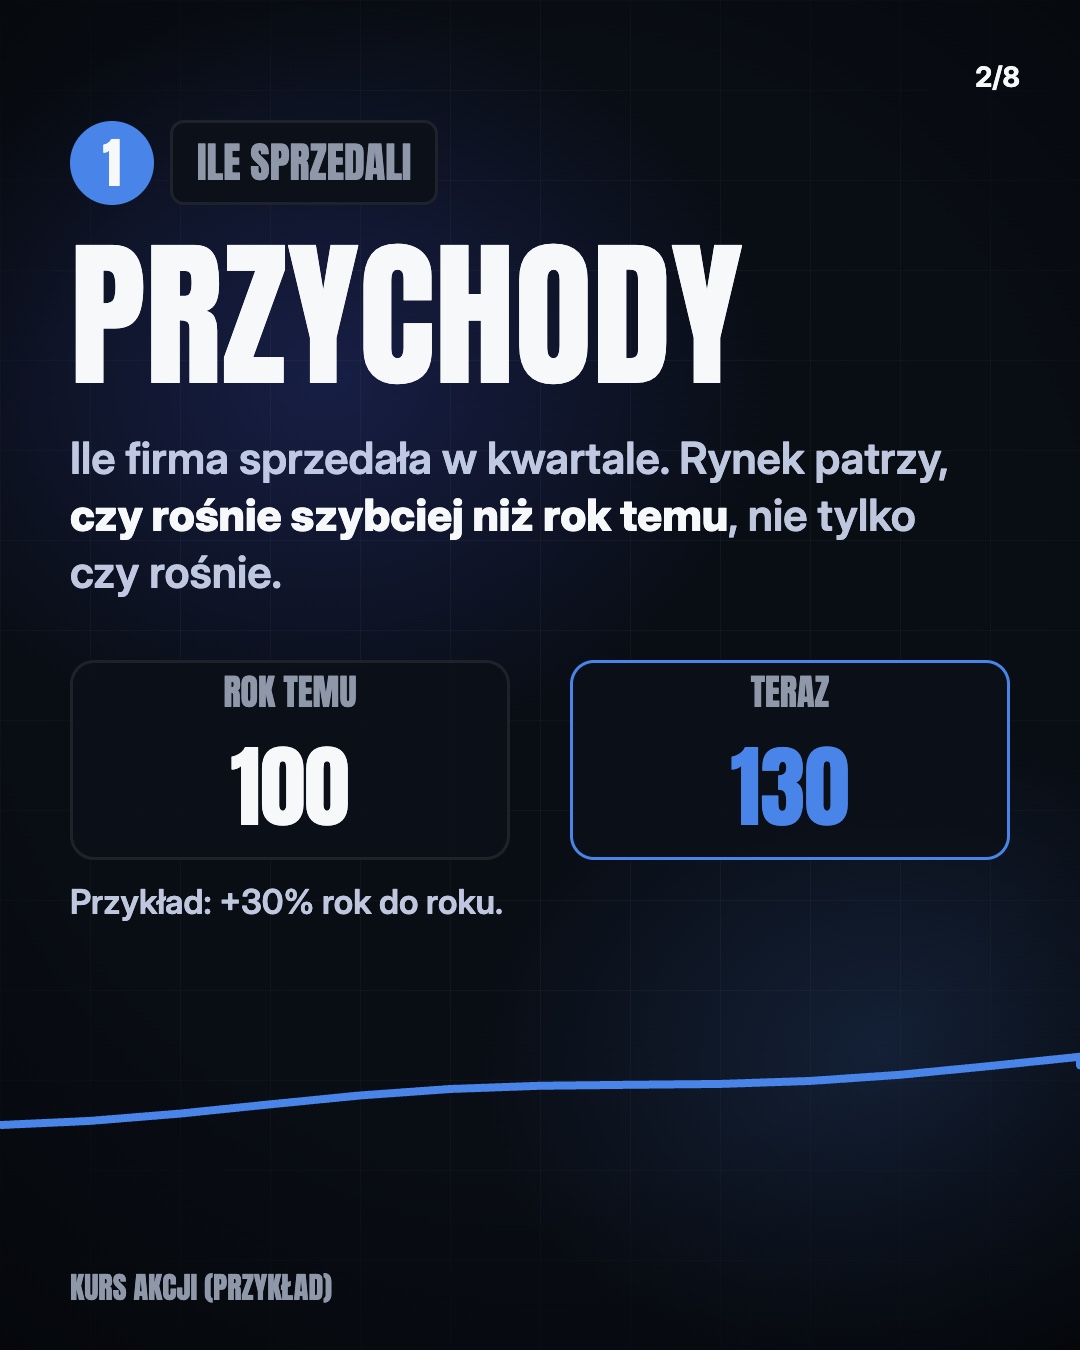 2/8
1
ILE SPRZEDALI
PRZYCHODY
Ile firma sprzedała w kwartale. Rynek patrzy,
czy rośnie szybciej niż rok temu, nie tylko
czy rośnie.
ROK TEMU
100
TERAZ
130
Przykład: +30% rok do roku.
KURS AKCJI (PRZYKŁAD)